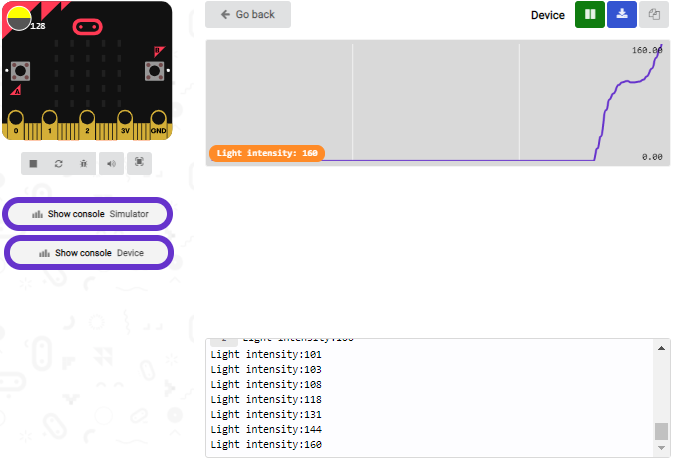 128
B
A
0 1 2 3V GND
Show console Simulator
Show console Device
Go back
Device
160.00
Light intensity: 160
0.00
2
Light intensity:101
Light intensity:103
Light intensity:108
Light intensity:118
Light intensity:131
Light intensity:144
Light intensity:160